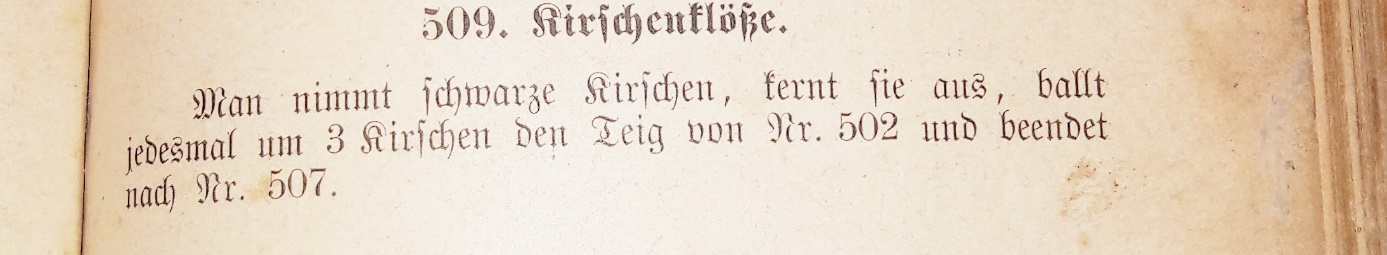 509. Kirschenklöße.
Man nimmt schwarze Kirschen, kernt sie aus, ballt
jedesmal um 3 Kirschen den Teig von Nr. 502 und beendet
nach Nr. 507.